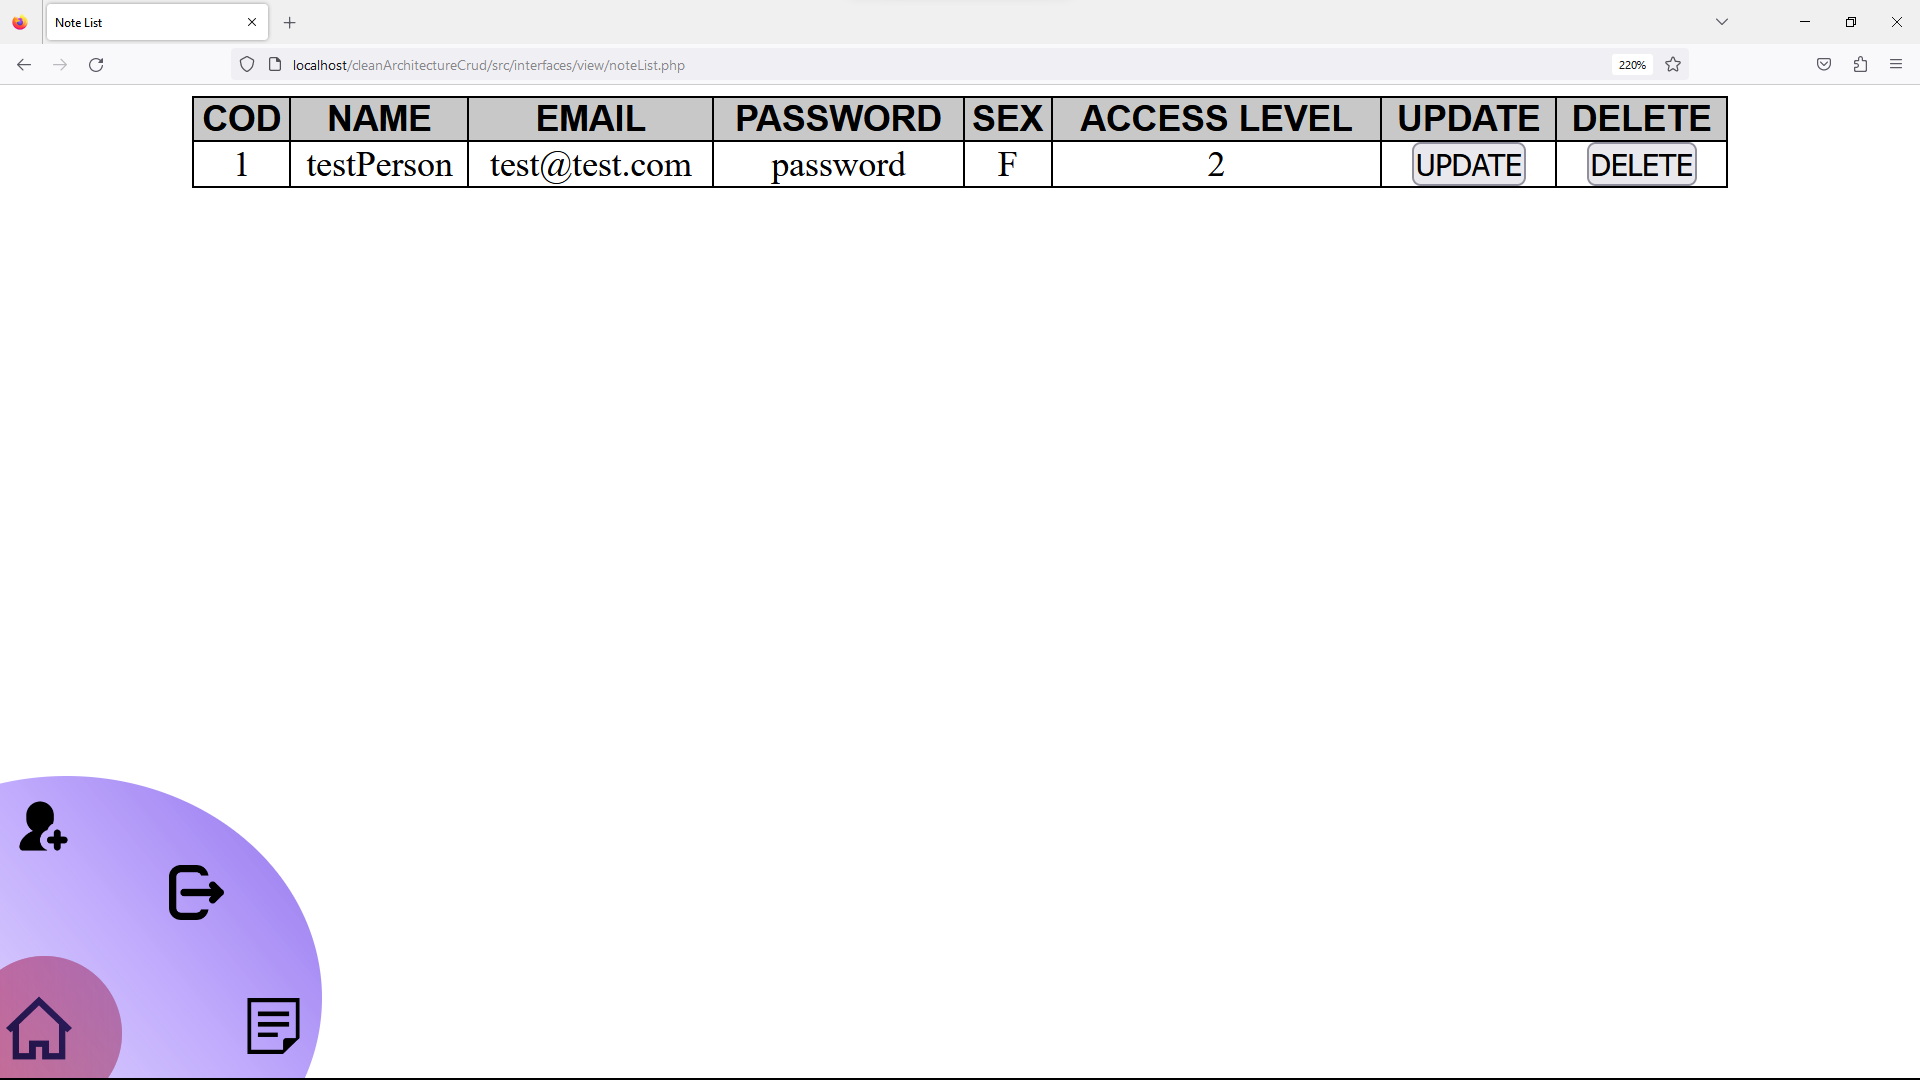 Note List
localhost/cleanArchitectureCrud/src/interfaces/view/noteList.php
220%
COD NAME EMAIL PASSWORD SEX ACCESS LEVEL UPDATE DELETE
1 testPerson test@test.com password F 2 UPDATE DELETE